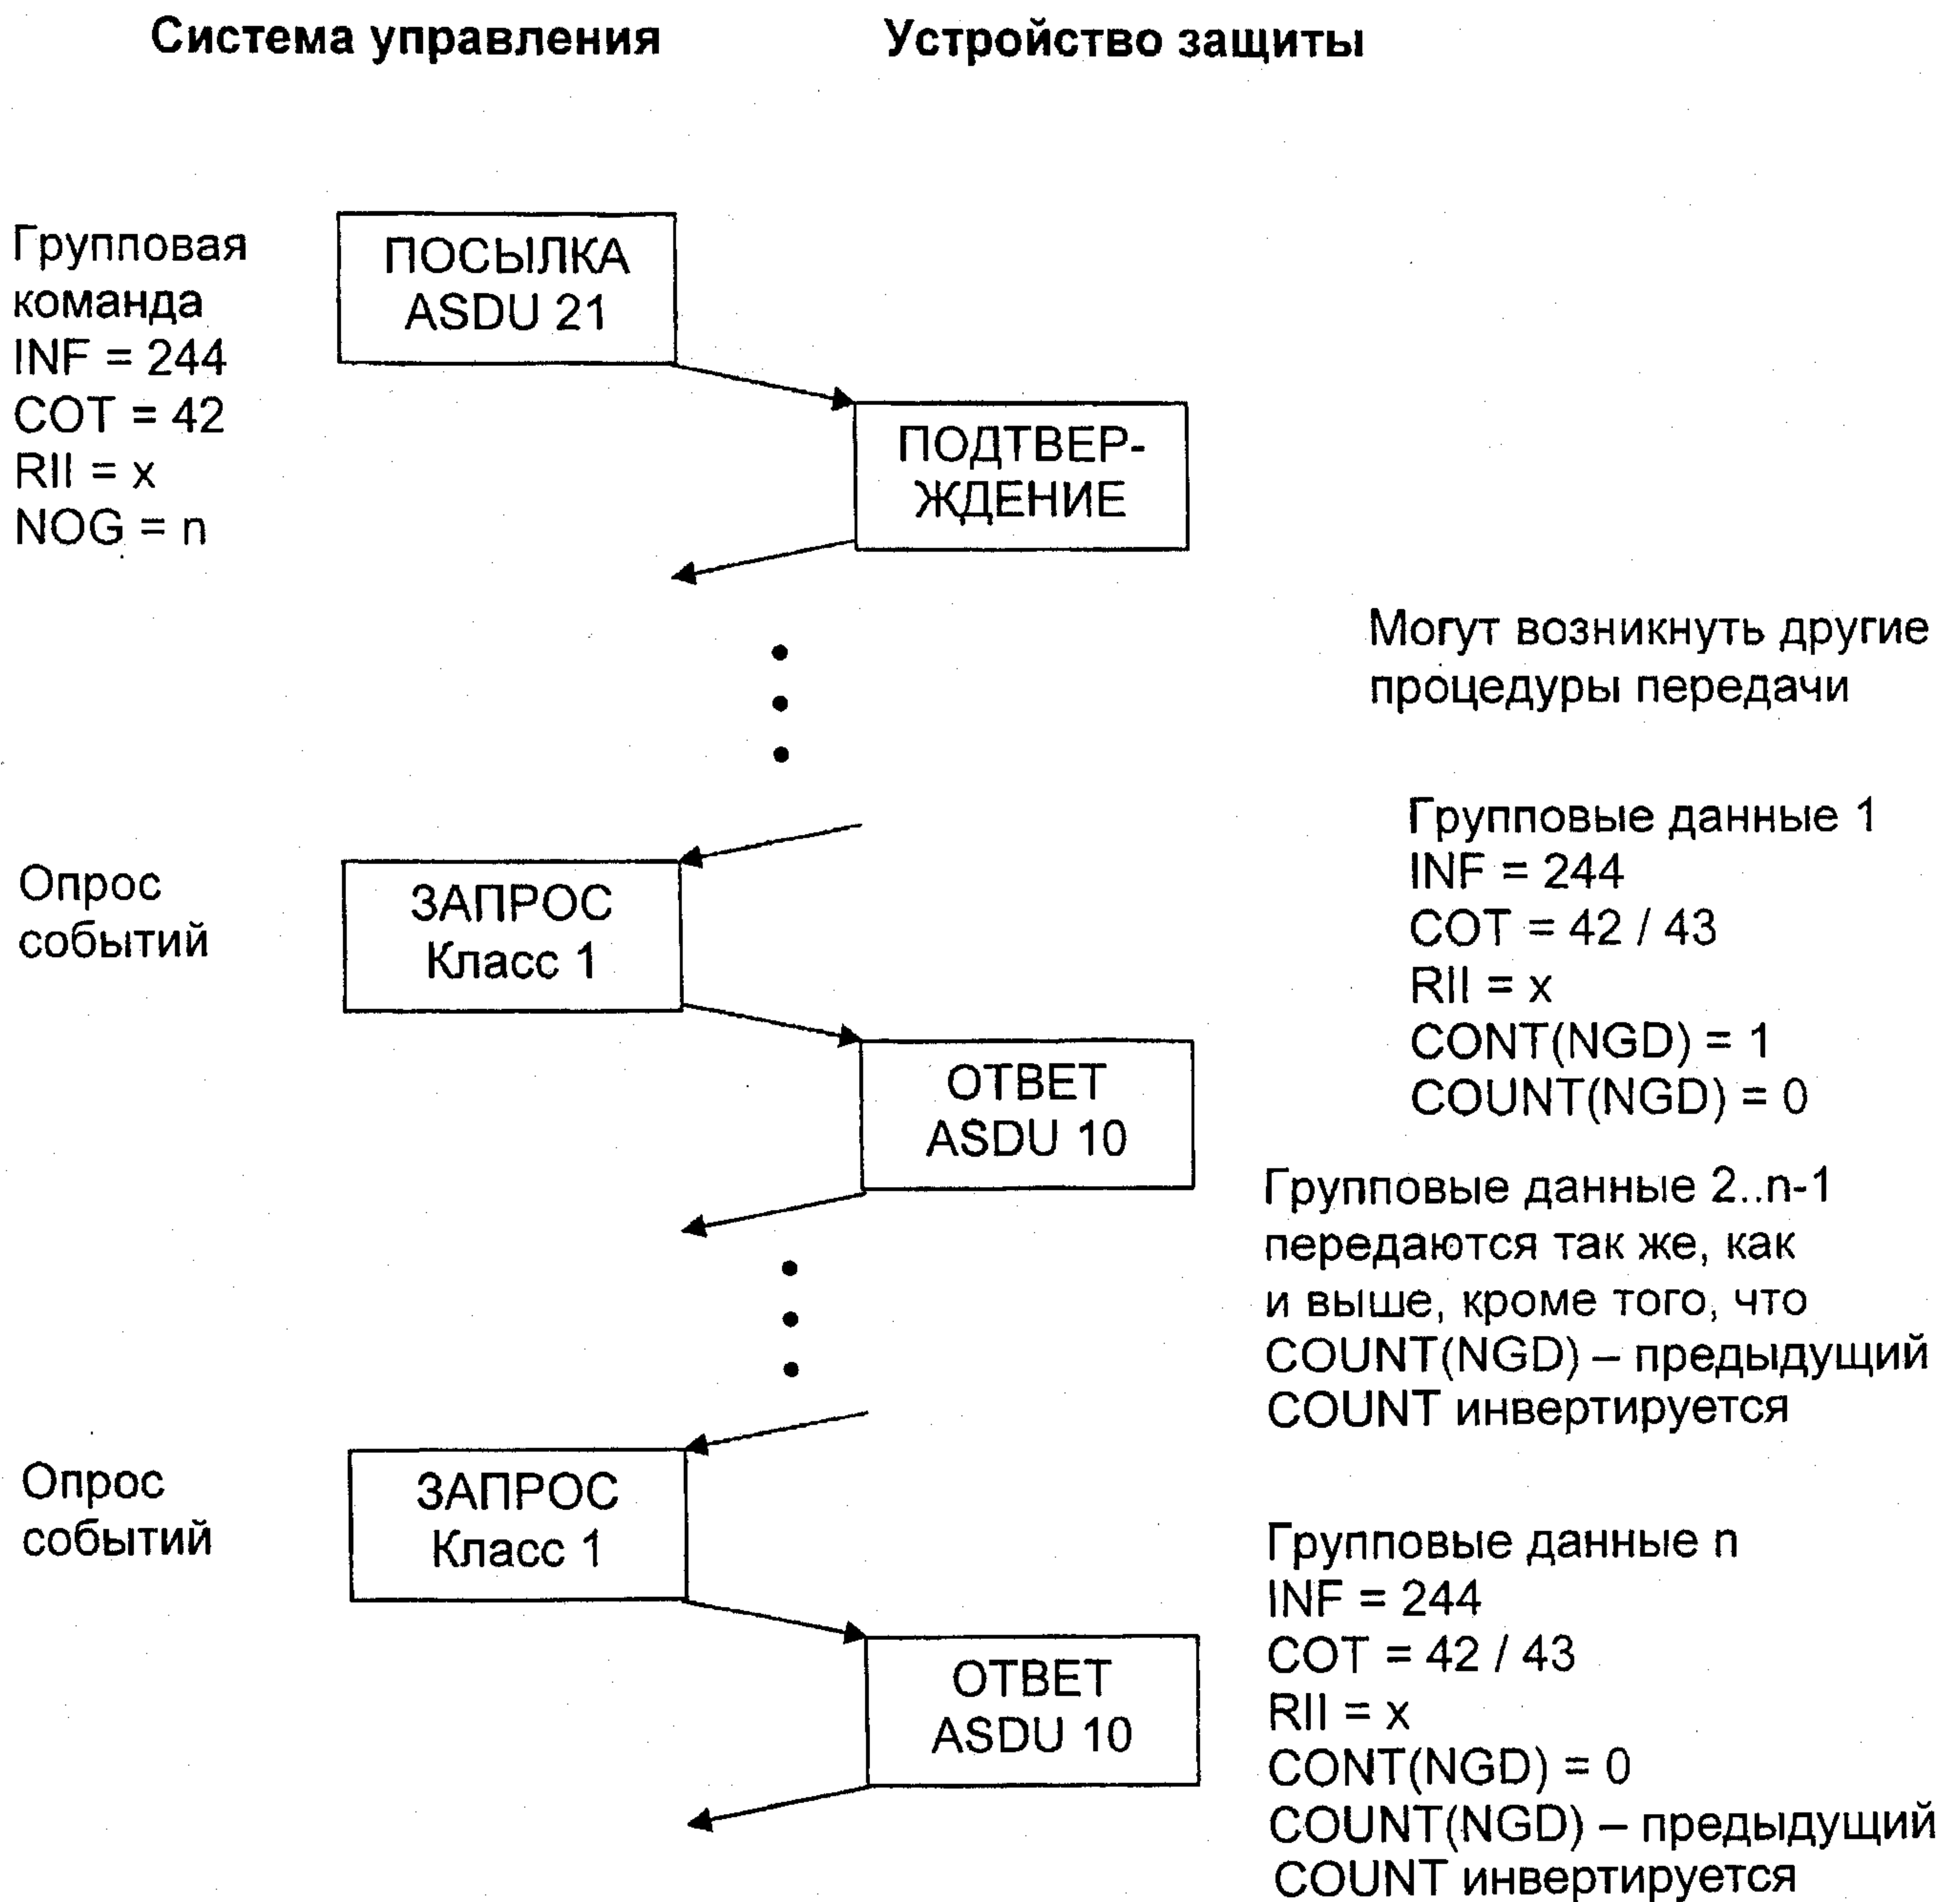 Система управления
Устройство защиты
Групповая
команда
INF = 244
COT = 42
RII = x
NOG = n
ПОСЫЛКА
ASDU 21
ПОДТВЕР-
ЖДЕНИЕ
Могут возникнуть другие
процедуры передачи
Опрос
событий
ЗАПРОС
Класс 1
ОТВЕТ
ASDU 10
Групповые данные 1
INF = 244
COT = 42 / 43
RII = x
CONT(NGD) = 1
COUNT(NGD) = 0
Групповые данные 2..n-1
передаются так же, как
и выше, кроме того, что
COUNT(NGD) – предыдущий
COUNT инвертируется
Опрос
событий
ЗАПРОС
Класс 1
ОТВЕТ
ASDU 10
Групповые данные n
INF = 244
COT = 42 / 43
RII = x
CONT(NGD) = 0
COUNT(NGD) – предыдущий
COUNT инвертируется